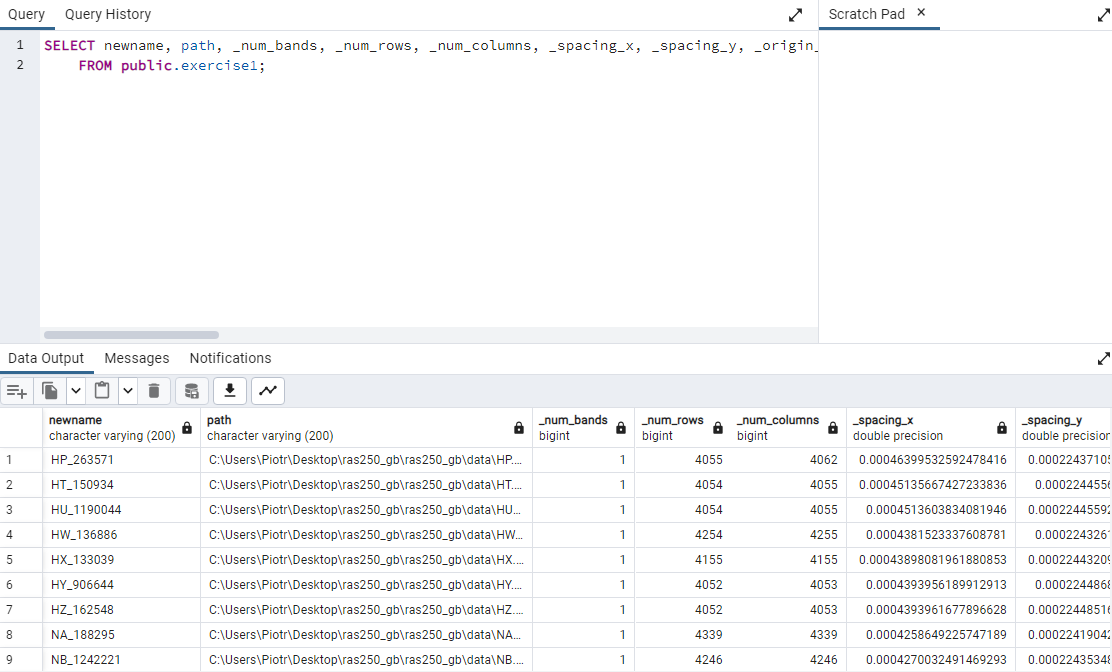 Query Query History Scratch Pad
1 SELECT newname, path, _num_bands, _num_rows, _num_columns, _spacing_x, _spacing_y, _origin_
2 FROM public.exercise1;
Data Output Messages Notifications
newname path _num_bands _num_rows _num_columns _spacing_x _spacing_y
character varying (200) character varying (200) bigint bigint bigint double precision double precision
1 HP_263571 C:\Users\Piotr\Desktop\ras250_gb\ras250_gb\data\HP.... 1 4055 4062 0.00046399532592478416 0.00022437105
2 HT_150934 C:\Users\Piotr\Desktop\ras250_gb\ras250_gb\data\HT.... 1 4054 4055 0.00045135667427233836 0.0002244556
3 HU_1190044 C:\Users\Piotr\Desktop\ras250_gb\ras250_gb\data\HU... 1 4054 4055 0.0004513603834081946 0.00022445592
4 HW_136886 C:\Users\Piotr\Desktop\ras250_gb\ras250_gb\data\HW... 1 4254 4255 0.0004381523337608781 0.000224326
5 HX_133039 C:\Users\Piotr\Desktop\ras250_gb\ras250_gb\data\HX.... 1 4155 4155 0.00043898081961880853 0.00022443209
6 HY_906644 C:\Users\Piotr\Desktop\ras250_gb\ras250_gb\data\HY.... 1 4052 4053 0.0004393956189912913 0.000224486
7 HZ_162548 C:\Users\Piotr\Desktop\ras250_gb\ras250_gb\data\HZ.... 1 4052 4053 0.0004393961677896628 0.00022448516
8 NA_188295 C:\Users\Piotr\Desktop\ras250_gb\ras250_gb\data\NA... 1 4339 4339 0.0004258649225747189 0.00022419042
9 NB_1242221 C:\Users\Piotr\Desktop\ras250_gb\ras250_gb\data\NB.... 1 4246 4246 0.0004270032491469293 0.00022435348